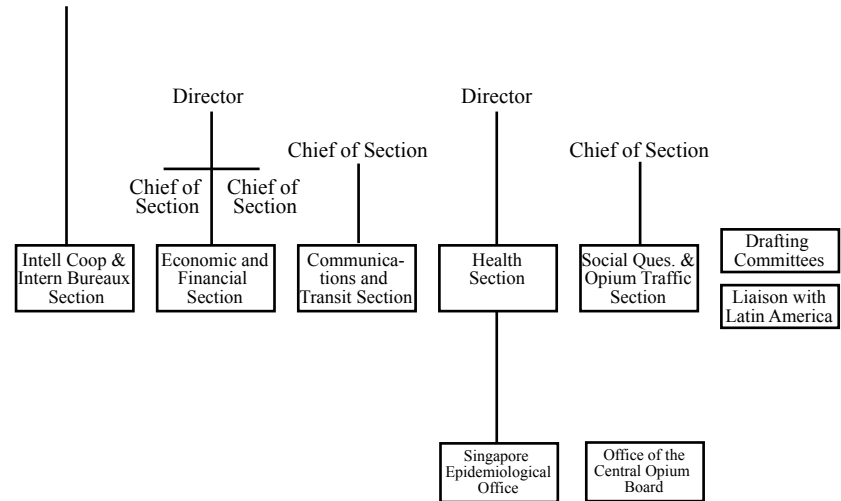 Director
Director
Chief of Section
Chief of Section
Chief of
Section
Chief of
Section
Intell Coop &
Intern Bureaux
Section
Economic and
Financial
Section
Communica-
tions and
Transit Section
Health
Section
Social Ques. &
Opium Traffic
Section
Drafting
Committees
Liaison with
Latin America
Singapore
Epidemiological
Office
Office of the
Central Opium
Board